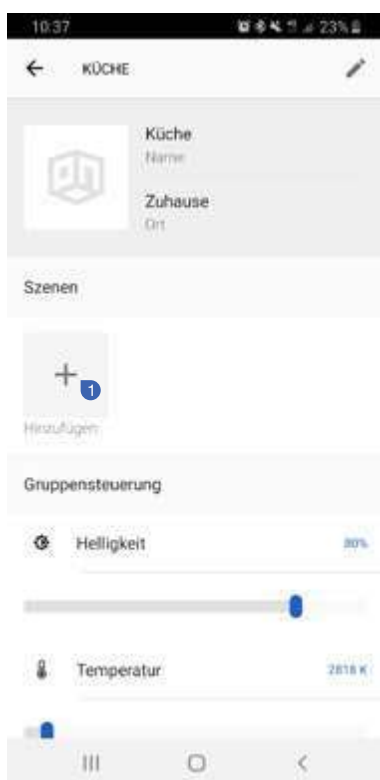 10:37
23%
KÜCHE
Küche
Name
Zuhause
Ort
Szenen
1
Hinzufügen
Gruppensteuerung
Helligkeit
80%
Temperatur
2818 K